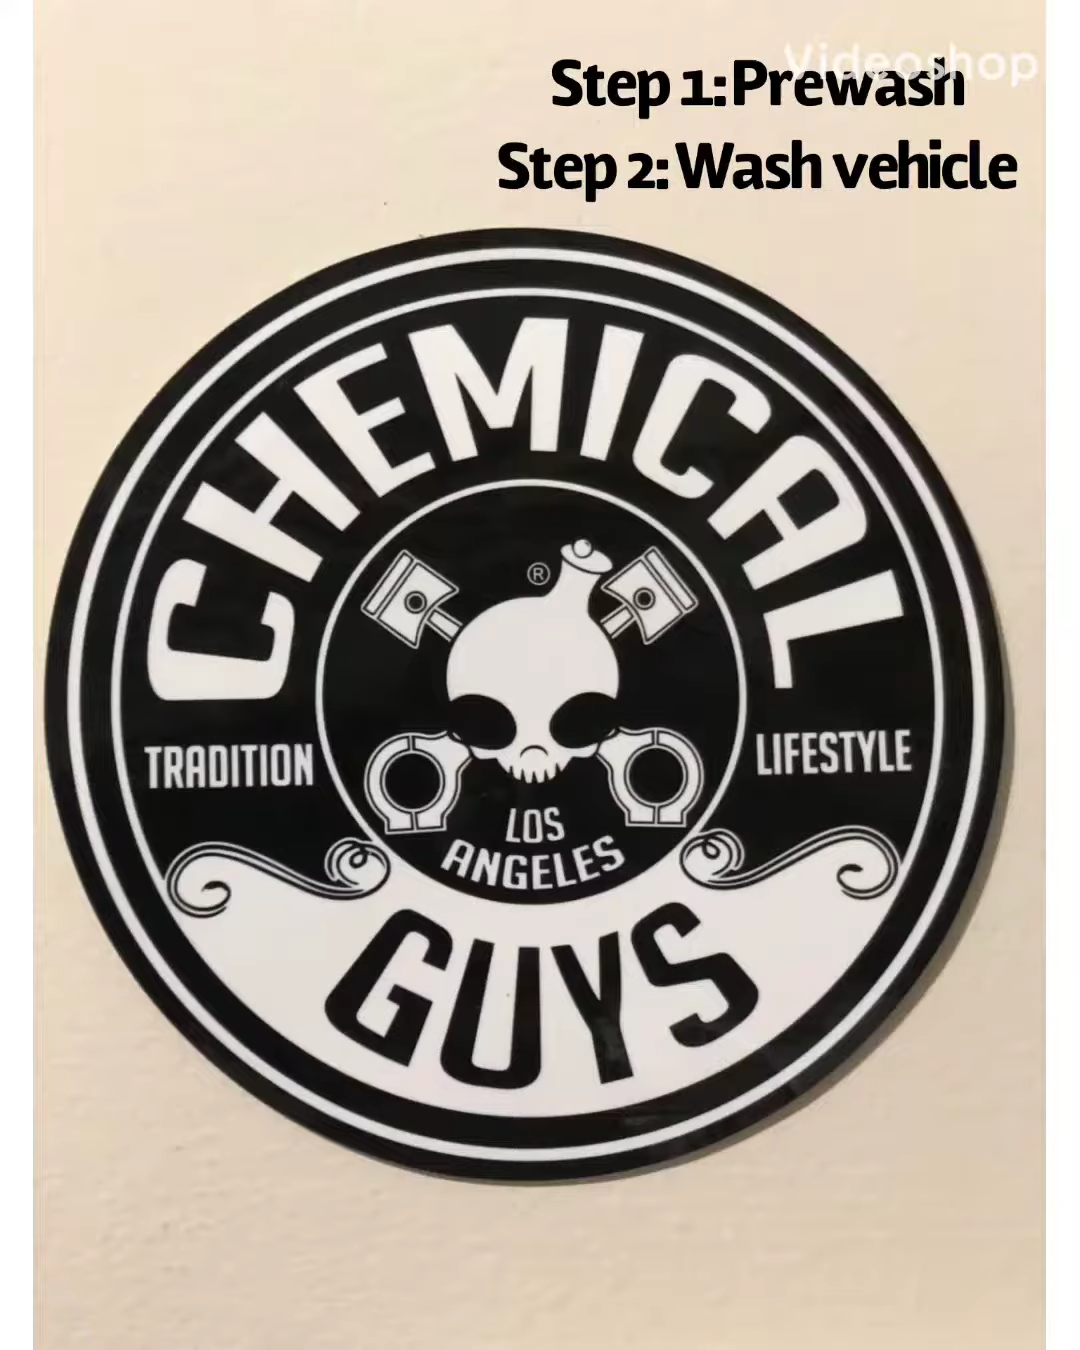 Videoshop
Step 1: Prewash
Step 2: Wash vehicle
CHEMICAL
®
TRADITION
LIFESTYLE
LOS
ANGELES
GUYS